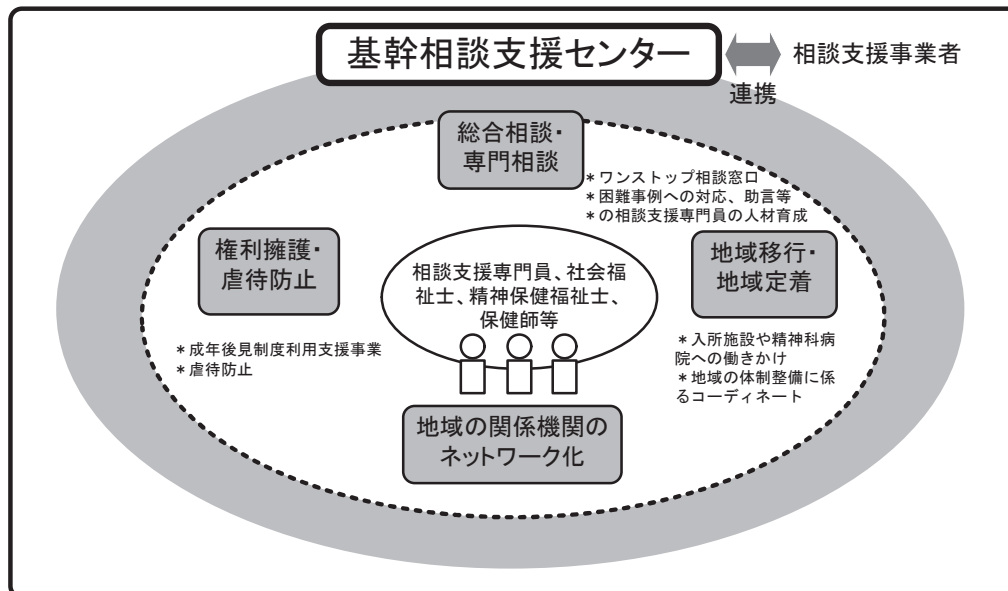 基幹相談支援センター
相談支援事業者
連携
総合相談・
専門相談
＊ワンストップ相談窓口
＊困難事例への対応、助言等
＊の相談支援専門員の人材育成
権利擁護・
虐待防止
＊成年後見制度利用支援事業
＊虐待防止
相談支援専門員、社会福
祉士、精神保健福祉士、
保健師等
地域移行・
地域定着
＊入所施設や精神科病
院への働きかけ
＊地域の体制整備に係
るコーディネート
地域の関係機関の
ネットワーク化